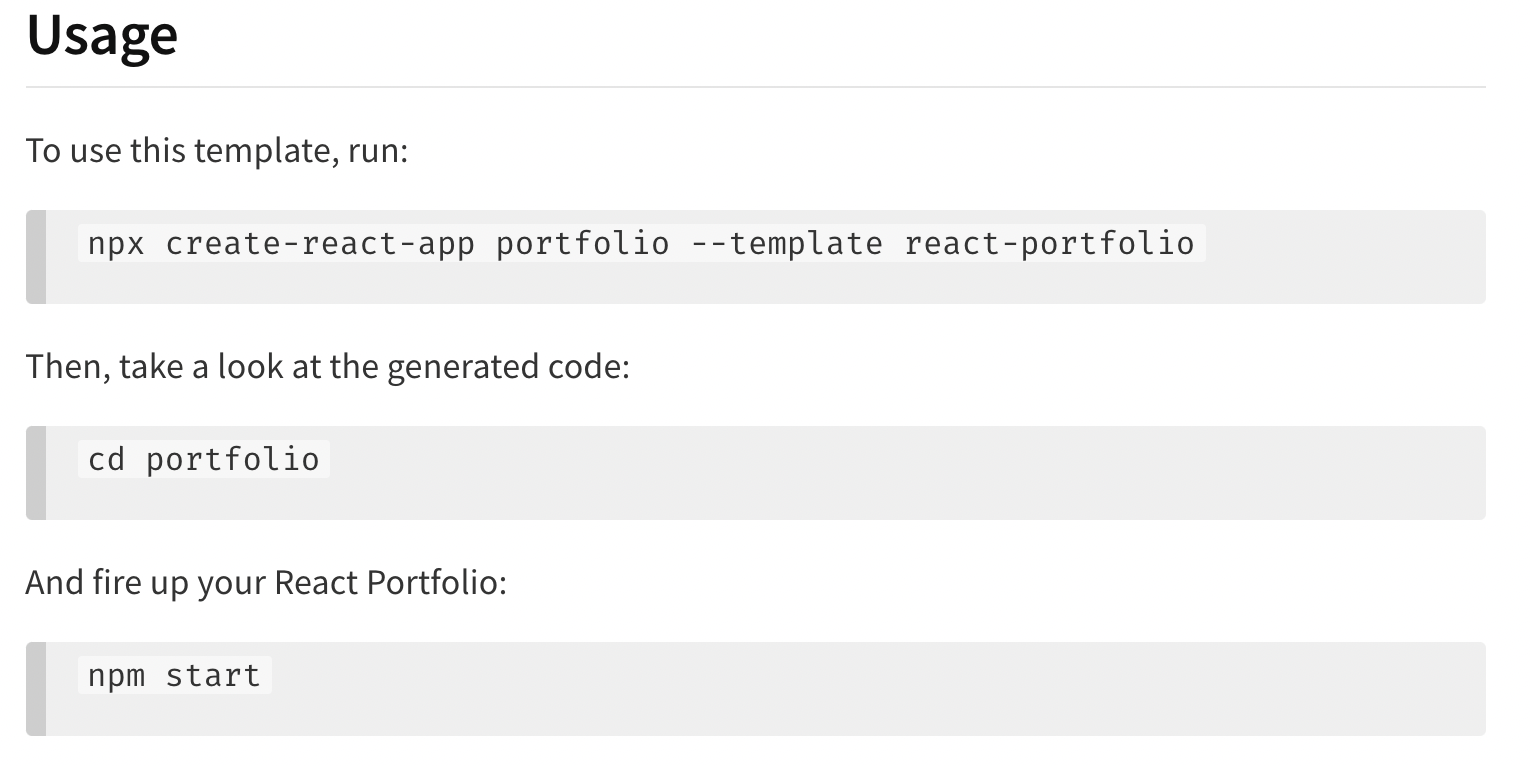 Usage
To use this template, run:
npx create-react-app portfolio --template react-portfolio
Then, take a look at the generated code:
cd portfolio
And fire up your React Portfolio:
npm start